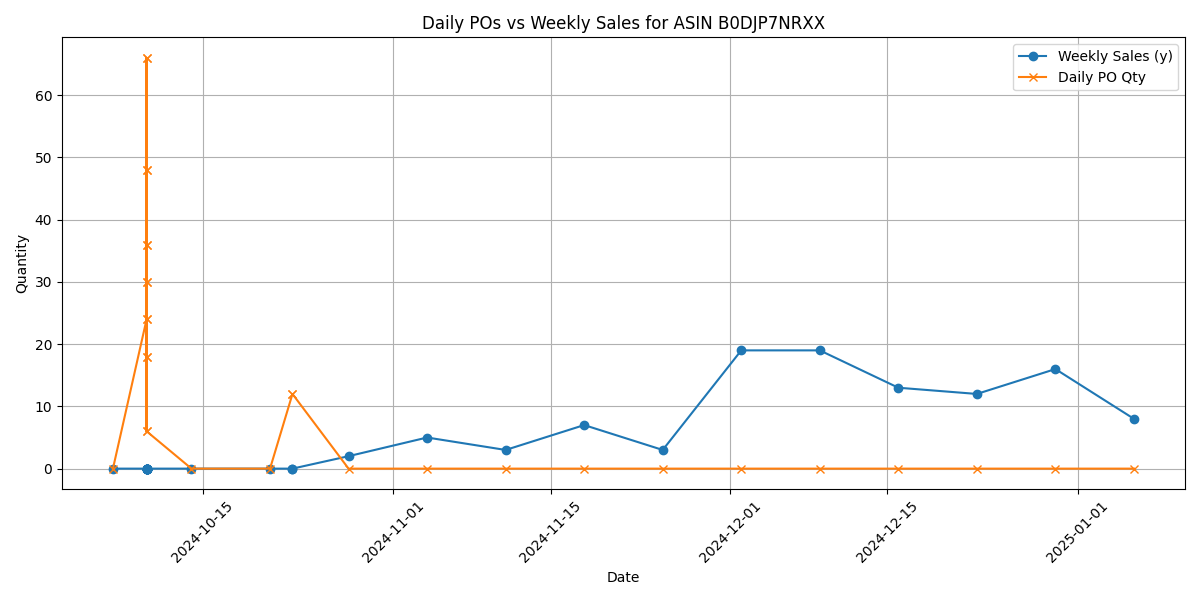 Daily POs vs Weekly Sales for ASIN B0DJP7NRXX
Weekly Sales (y)
Daily PO Qty
Quantity
60
50
40
30
20
10
0
2024-10-15
2024-11-01
2024-11-15
2024-12-01
2024-12-15
2025-01-01
Date